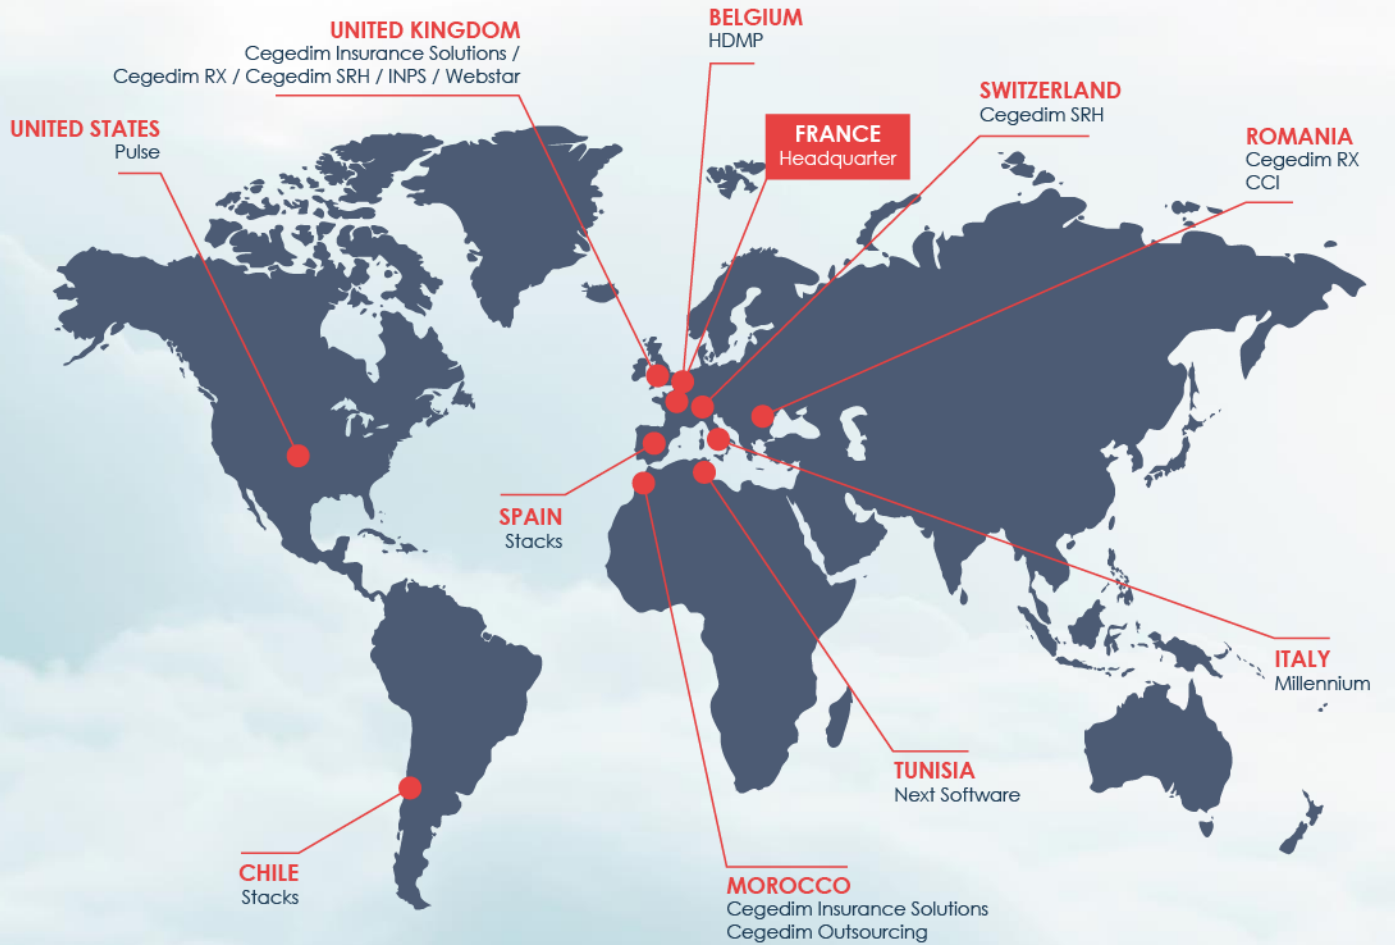 BELGIUM
HDMP
UNITED KINGDOM
Cegedim Insurance Solutions /
Cegedim RX / Cegedim SRH / INPS / Webstar
SWITZERLAND
Cegedim SRH
UNITED STATES
Pulse
FRANCE
Headquarter
ROMANIA
Cegedim RX
CCI
SPAIN
Stacks
ITALY
Millennium
TUNISIA
Next Software
CHILE
Stacks
MOROCCO
Cegedim Insurance Solutions
Cegedim Outsourcing